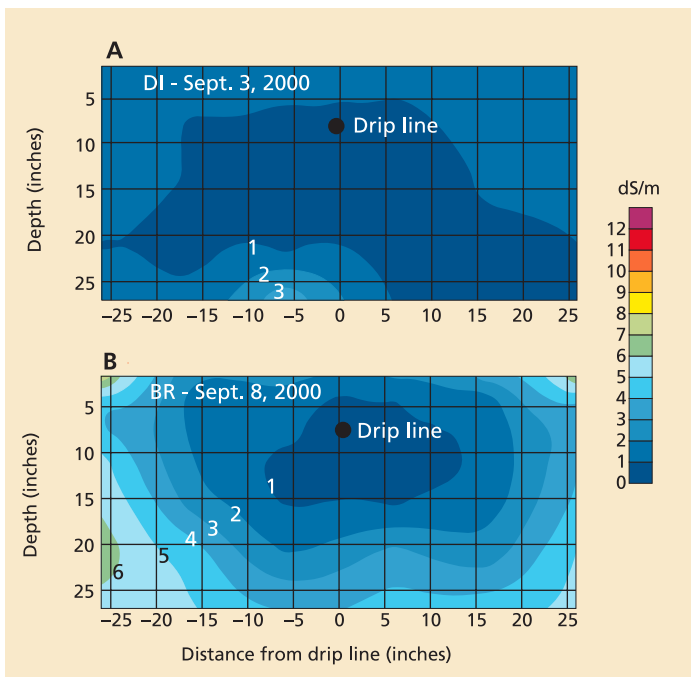 A
DI - Sept. 3, 2000
Drip line
5
10
15
20
25
Depth (inches)
1
2
3
−25 −20 −15 −10 −5 0 5 10 15 20 25
B
BR - Sept. 8, 2000
Drip line
5
10
15
20
25
Depth (inches)
1
2
3
4
5
6
−25 −20 −15 −10 −5 0 5 10 15 20 25
Distance from drip line (inches)
dS/m
12
11
10
9
8
7
6
5
4
3
2
1
0